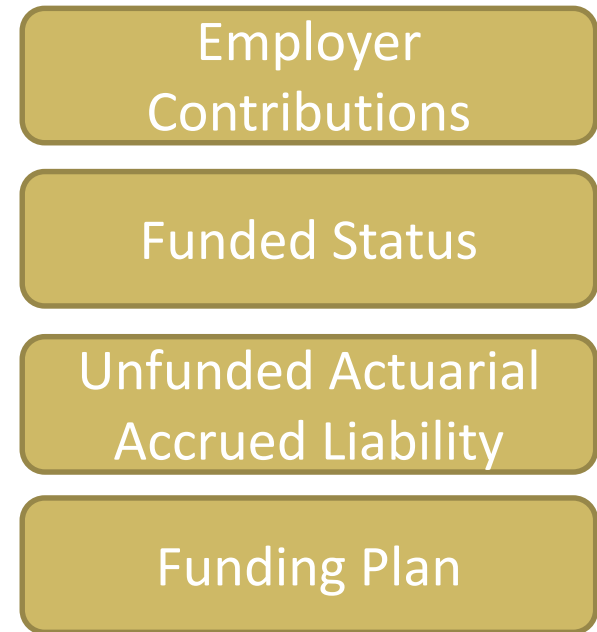 Employer
Contributions
Funded Status
Unfunded Actuarial
Accrued Liability
Funding Plan